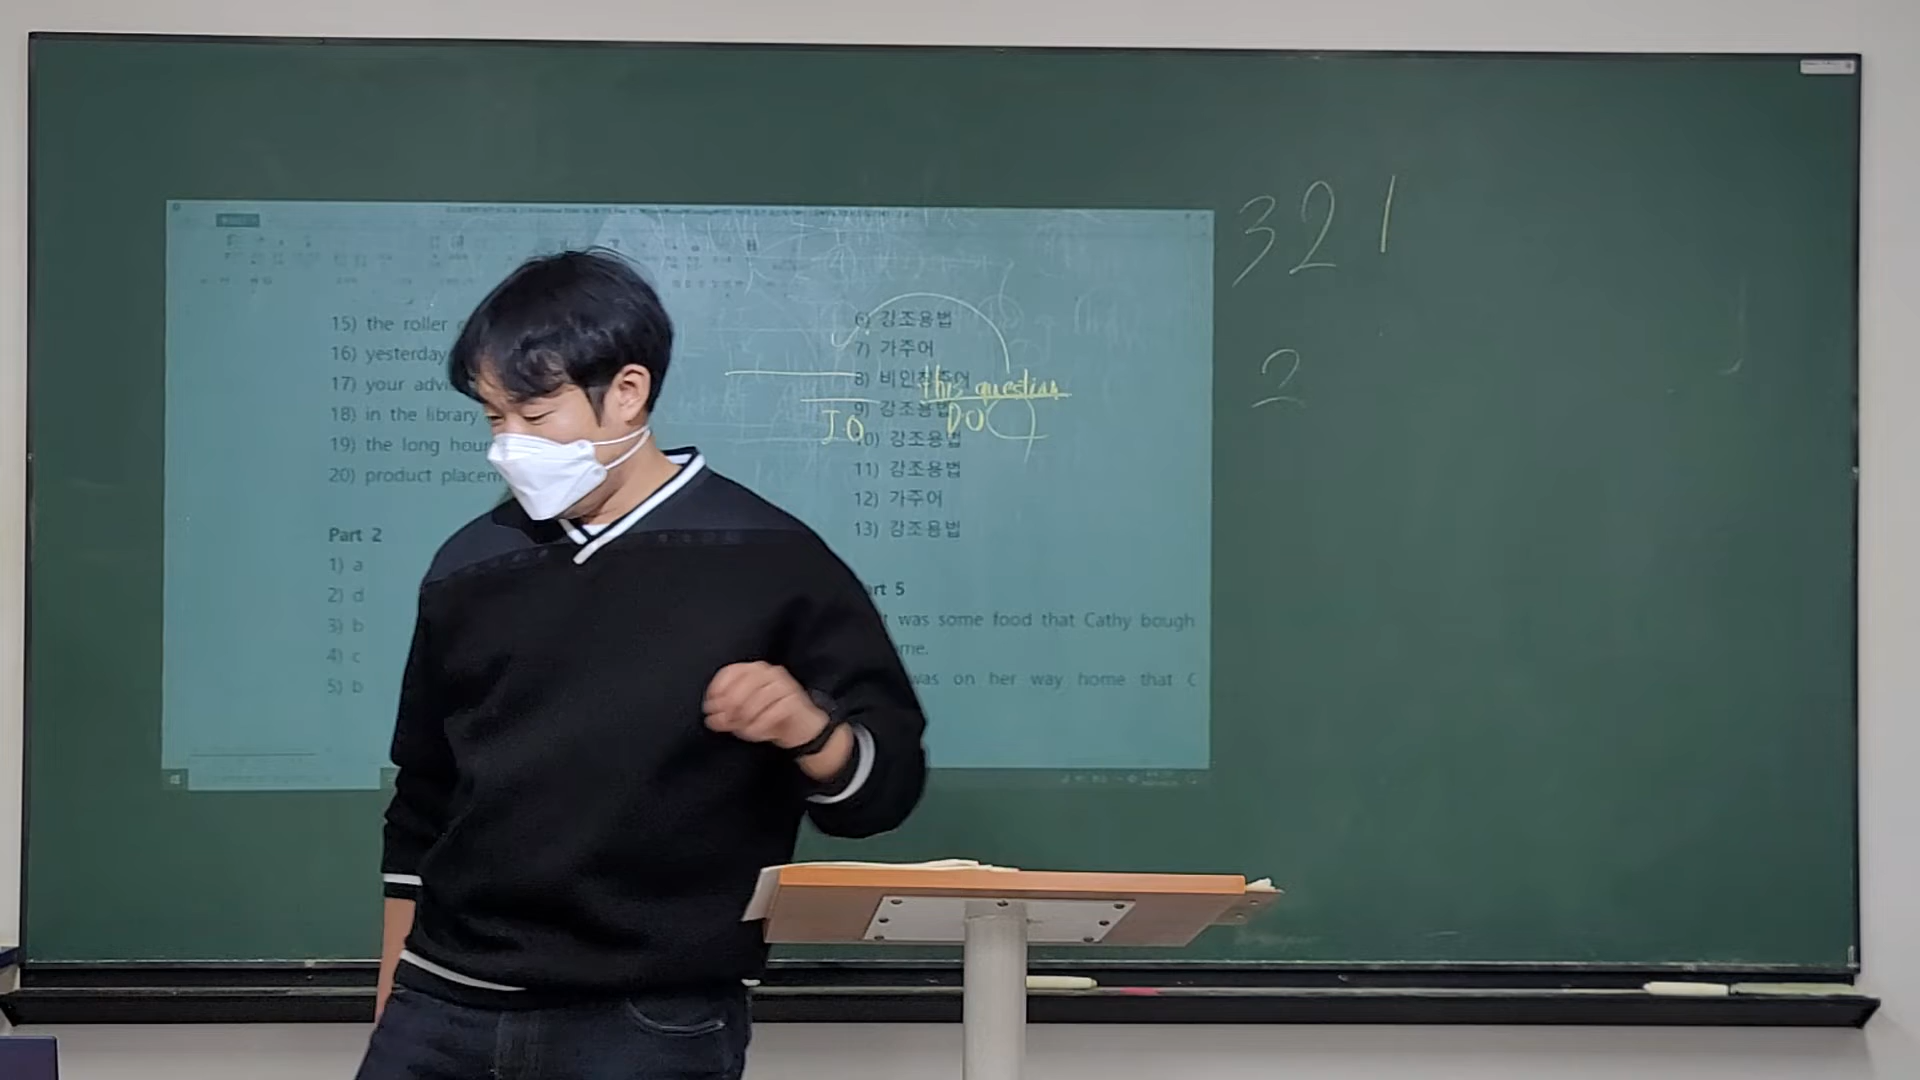 15) the roller
16) yesterday
17) your advi
18) in the library
19) the long hour
20) product placem
Part 2
1) a
2) d
3) b
4) c
5) b
6) 강조용법
7) 가주어
8) 비인칭주어
9) 강조용법
10) 강조용법
11) 강조용법
12) 가주어
13) 강조용법
art 5
t was some food that Cathy bough
me.
was on her way home that C
this question
IO
DO
3 2 1
2